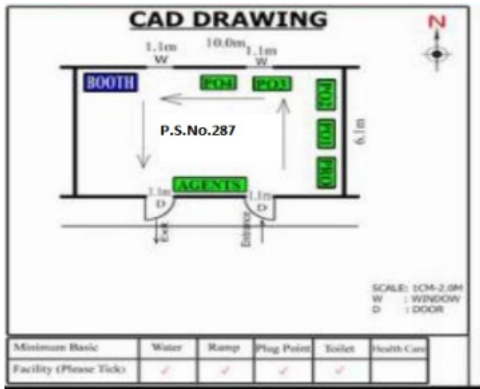 CAD DRAWING
N
1.1m 10.0m 1.1m
W W
BOOTH PO4 PO3
PO2
P.S.No.287
PO1
6.1m
PRO
AGENTS
1.1m 1.1m
D D
Exit Entrance
SCALE: 1CM-2.0M
W : WINDOW
D : DOOR
Minimum Basic Water Ramp Plug Point Toilet Health Care
Facility (Please Tick) ✓ ✓ ✓ ✓